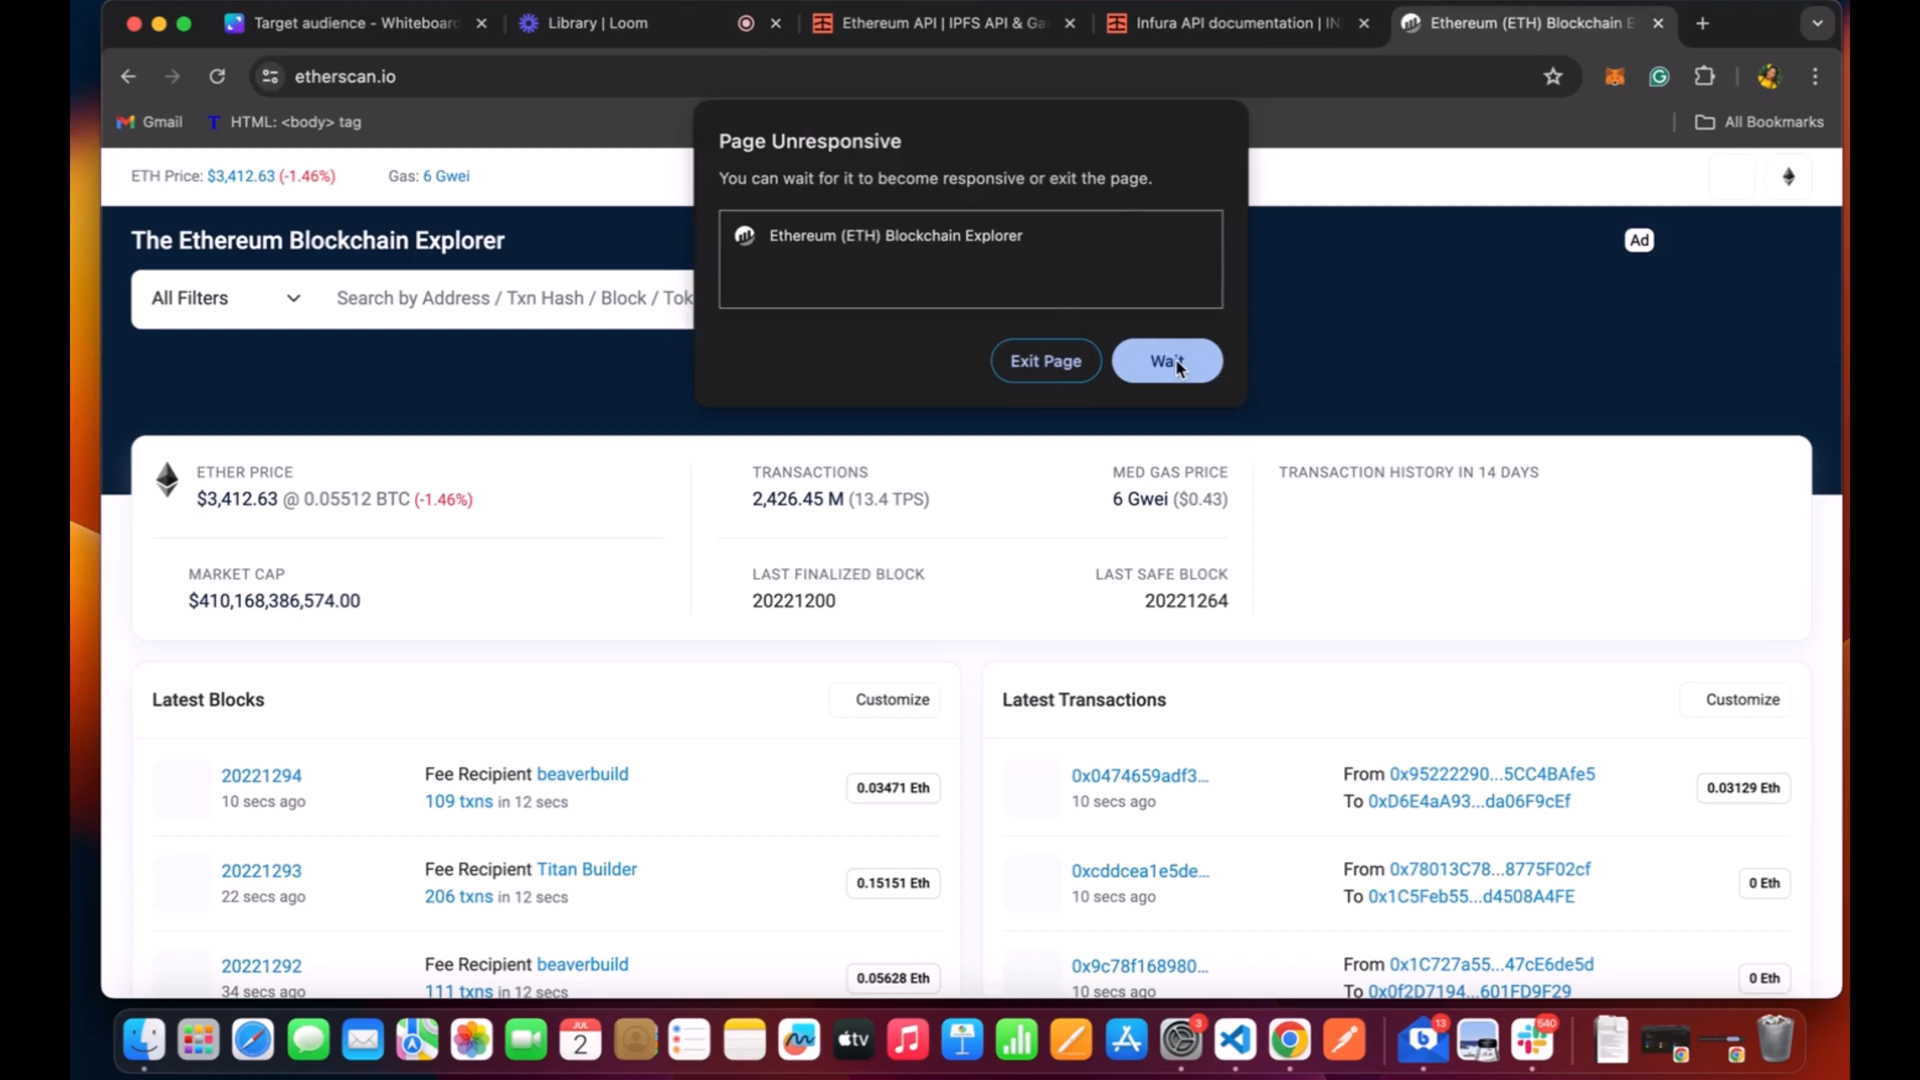 Target audience - Whiteboard
Library | Loom
Ethereum API | IPFS API & Ga
Infura API documentation | IN
Ethereum (ETH) Blockchain E
etherscan.io
Gmail
HTML: <body> tag
All Bookmarks
Page Unresponsive
You can wait for it to become responsive or exit the page.
Ethereum (ETH) Blockchain Explorer
Exit Page
Wait
ETH Price: $3,412.63 (-1.46%)
Gas: 6 Gwei
The Ethereum Blockchain Explorer
Ad
All Filters
Search by Address / Txn Hash / Block / Tok
ETHER PRICE
$3,412.63 @ 0.05512 BTC (-1.46%)
MARKET CAP
$410,168,386,574.00
TRANSACTIONS
2,426.45 M (13.4 TPS)
MED GAS PRICE
6 Gwei ($0.43)
LAST FINALIZED BLOCK
20221200
LAST SAFE BLOCK
20221264
TRANSACTION HISTORY IN 14 DAYS
Latest Blocks
Customize
20221294
10 secs ago
Fee Recipient beaverbuild
109 txns in 12 secs
0.03471 Eth
20221293
22 secs ago
Fee Recipient Titan Builder
206 txns in 12 secs
0.15151 Eth
20221292
34 secs ago
Fee Recipient beaverbuild
111 txns in 12 secs
0.05628 Eth
Latest Transactions
Customize
0x0474659adf3...
10 secs ago
From 0x95222290...5CC4BAfe5
To 0xD6E4aA93...da06F9cEf
0.03129 Eth
0xcddcea1e5de...
10 secs ago
From 0x78013C78...8775F02cf
To 0x1C5Feb55...d4508A4FE
0 Eth
0x9c78f168980...
10 secs ago
From 0x1C727a55...47cE6de5d
To 0x0f2D7194...601FD9F29
0 Eth
JUL
2
tv
3
13
540